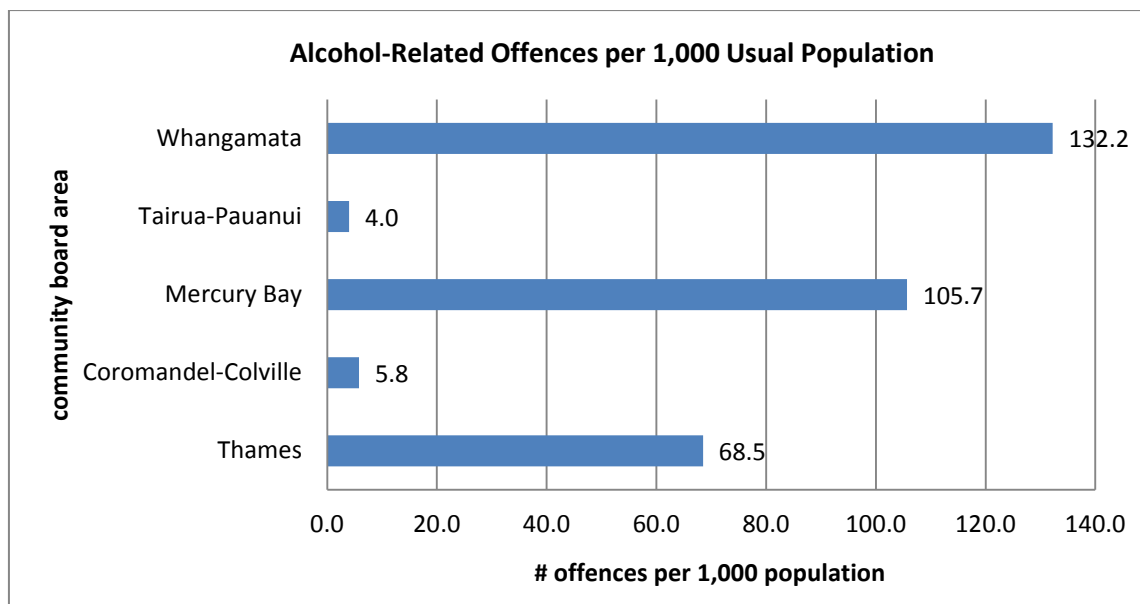 Alcohol-Related Offences per 1,000 Usual Population
community board area
Whangamata
132.2
Tairua-Pauanui
4.0
Mercury Bay
105.7
Coromandel-Colville
5.8
Thames
68.5
0.0 20.0 40.0 60.0 80.0 100.0 120.0 140.0
# offences per 1,000 population